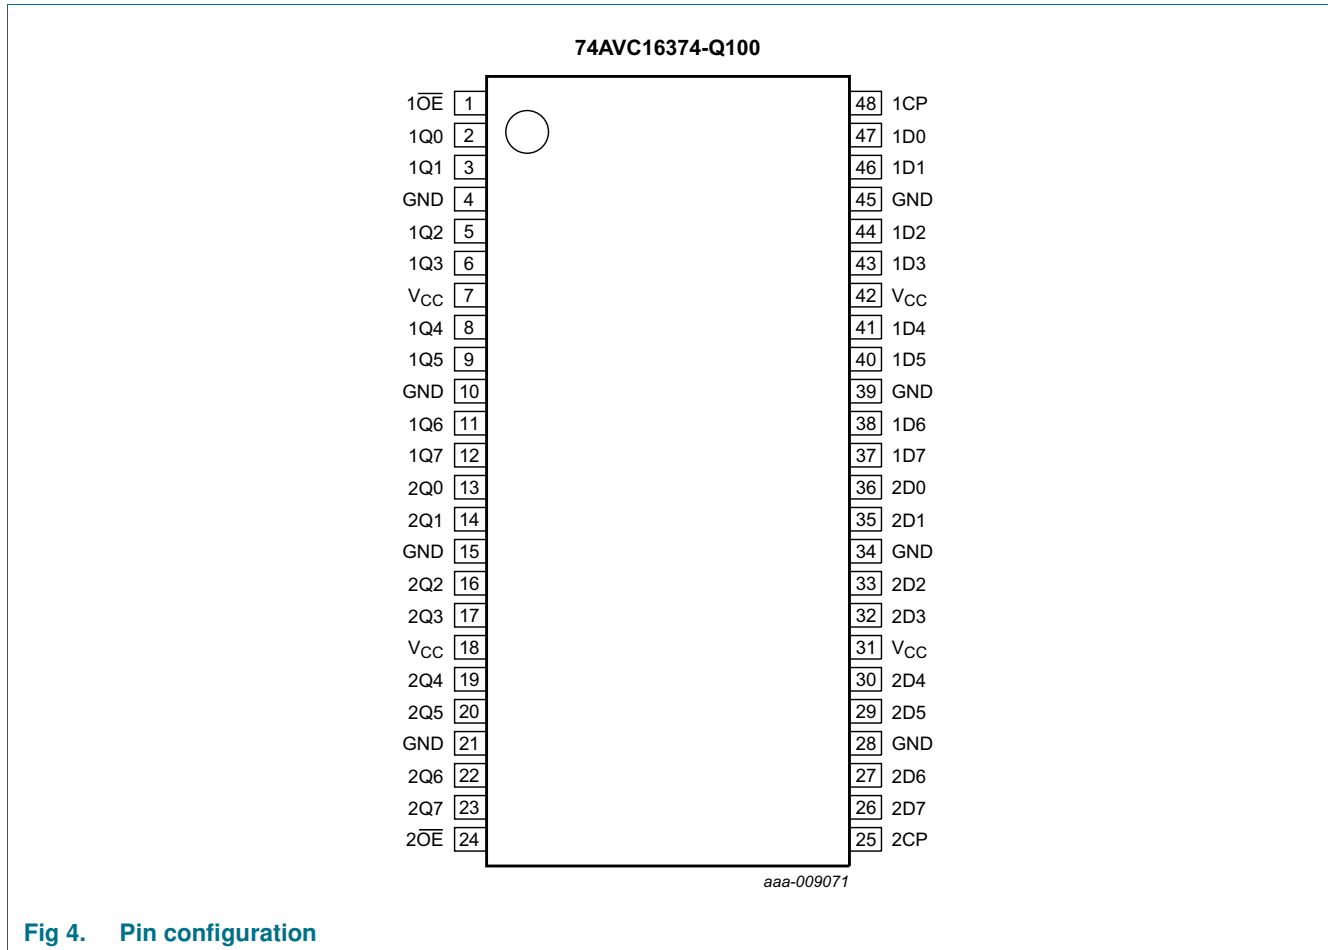 74AVC16374-Q100
1O̅E̅ 1 48 1CP
1Q0 2 47 1D0
1Q1 3 46 1D1
GND 4 45 GND
1Q2 5 44 1D2
1Q3 6 43 1D3
VCC 7 42 VCC
1Q4 8 41 1D4
1Q5 9 40 1D5
GND 10 39 GND
1Q6 11 38 1D6
1Q7 12 37 1D7
2Q0 13 36 2D0
2Q1 14 35 2D1
GND 15 34 GND
2Q2 16 33 2D2
2Q3 17 32 2D3
VCC 18 31 VCC
2Q4 19 30 2D4
2Q5 20 29 2D5
GND 21 28 GND
2Q6 22 27 2D6
2Q7 23 26 2D7
2O̅E̅ 24 25 2CP
aaa-009071
Fig 4. Pin configuration